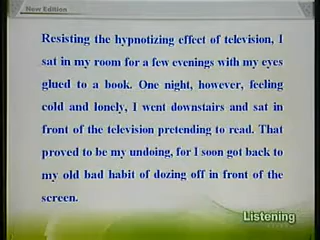 New Edition
Resisting the hypnotizing effect of television, I
sat in my room for a few evenings with my eyes
glued to a book. One night, however, feeling
cold and lonely, I went downstairs and sat in
front of the television pretending to read. That
proved to be my undoing, for I soon got back to
my old bad habit of dozing off in front of the
screen.
Listening